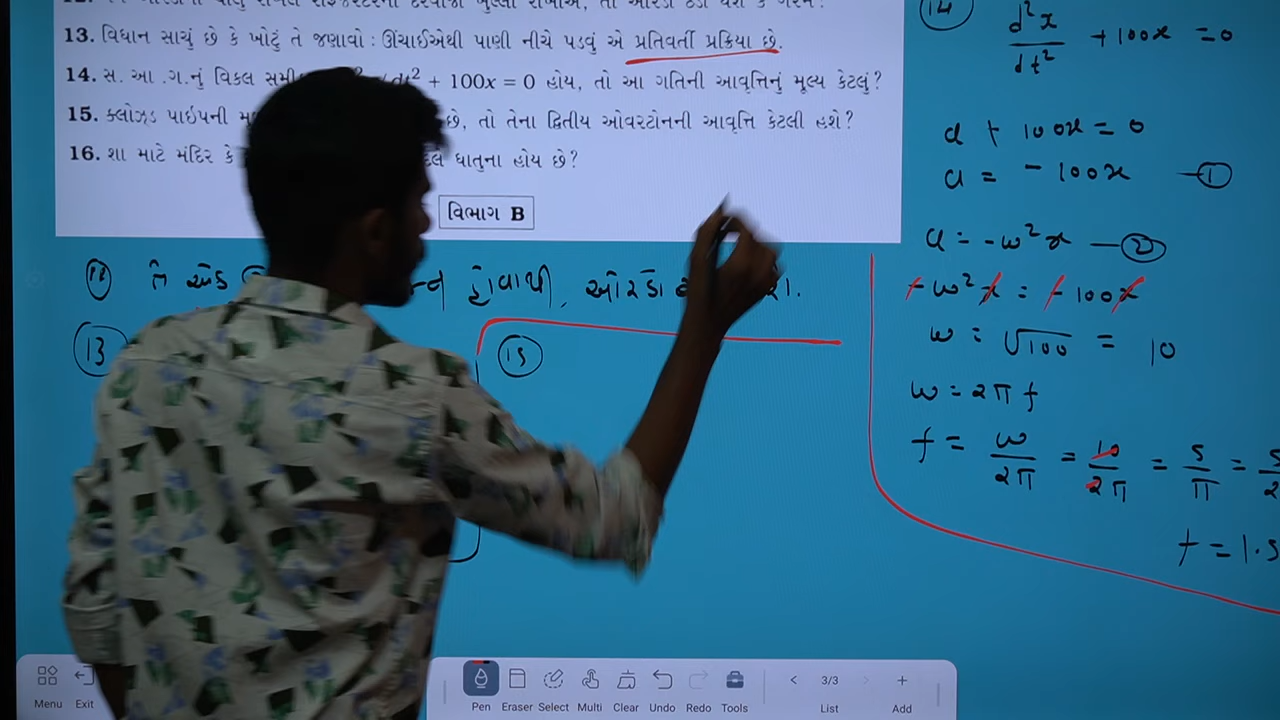 13. વિધાન સાચું છે કે ખોટું તે જણાવો : ઊંચાઈએથી પાણી નીચે પડવું એ પ્રતિવર્તી પ્રક્રિયા છે.
14. સ. આ .ગ.નું વિકલ + 100x = 0 હોય, તો આ ગતિની આવૃત્તિનું મૂલ્ય કેટલું?
15. ક્લોઝ્ડ પાઇપની છે, તો તેના દ્વિતીય ઓવરટોનની આવૃત્તિ કેટલી હશે?
16. શા માટે મંદિર કે ધાતુના હોય છે?
વિભાગ B
તે એક હોવાથી, ઓરડો
13
15
14
d²x/dt² + 100x = 0
a + 100x = 0
a = - 100x —①
a = -ω²x —②
-ω²x = -100x
ω = √100 = 10
ω = 2π f
f = ω/2π = 10/2π = 5/π =
f = 1.5
Menu Exit
Pen Eraser Select Multi Clear Undo Redo Tools
3/3
List Add